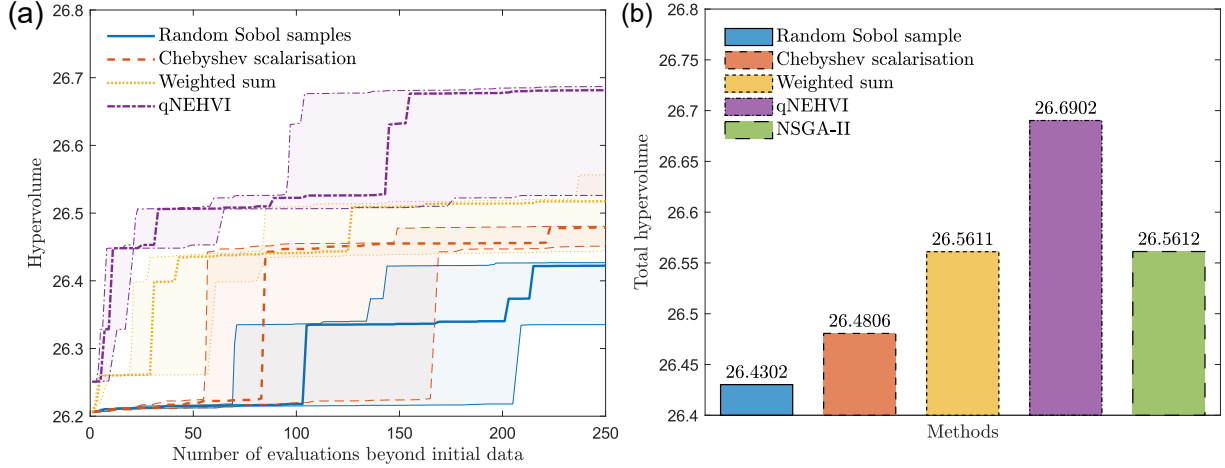 (a)
26.8
26.7
26.6
26.5
26.4
26.3
26.2
Hypervolume
Random Sobol samples
Chebyshev scalarisation
Weighted sum
qNEHVI
0
50
100
150
200
250
Number of evaluations beyond initial data
(b)
26.8
26.75
26.7
26.65
26.6
26.55
26.5
26.45
26.4
Total hypervolume
Random Sobol sample
Chebyshev scalarisation
Weighted sum
qNEHVI
NSGA-II
26.4302
26.4806
26.5611
26.6902
26.5612
Methods